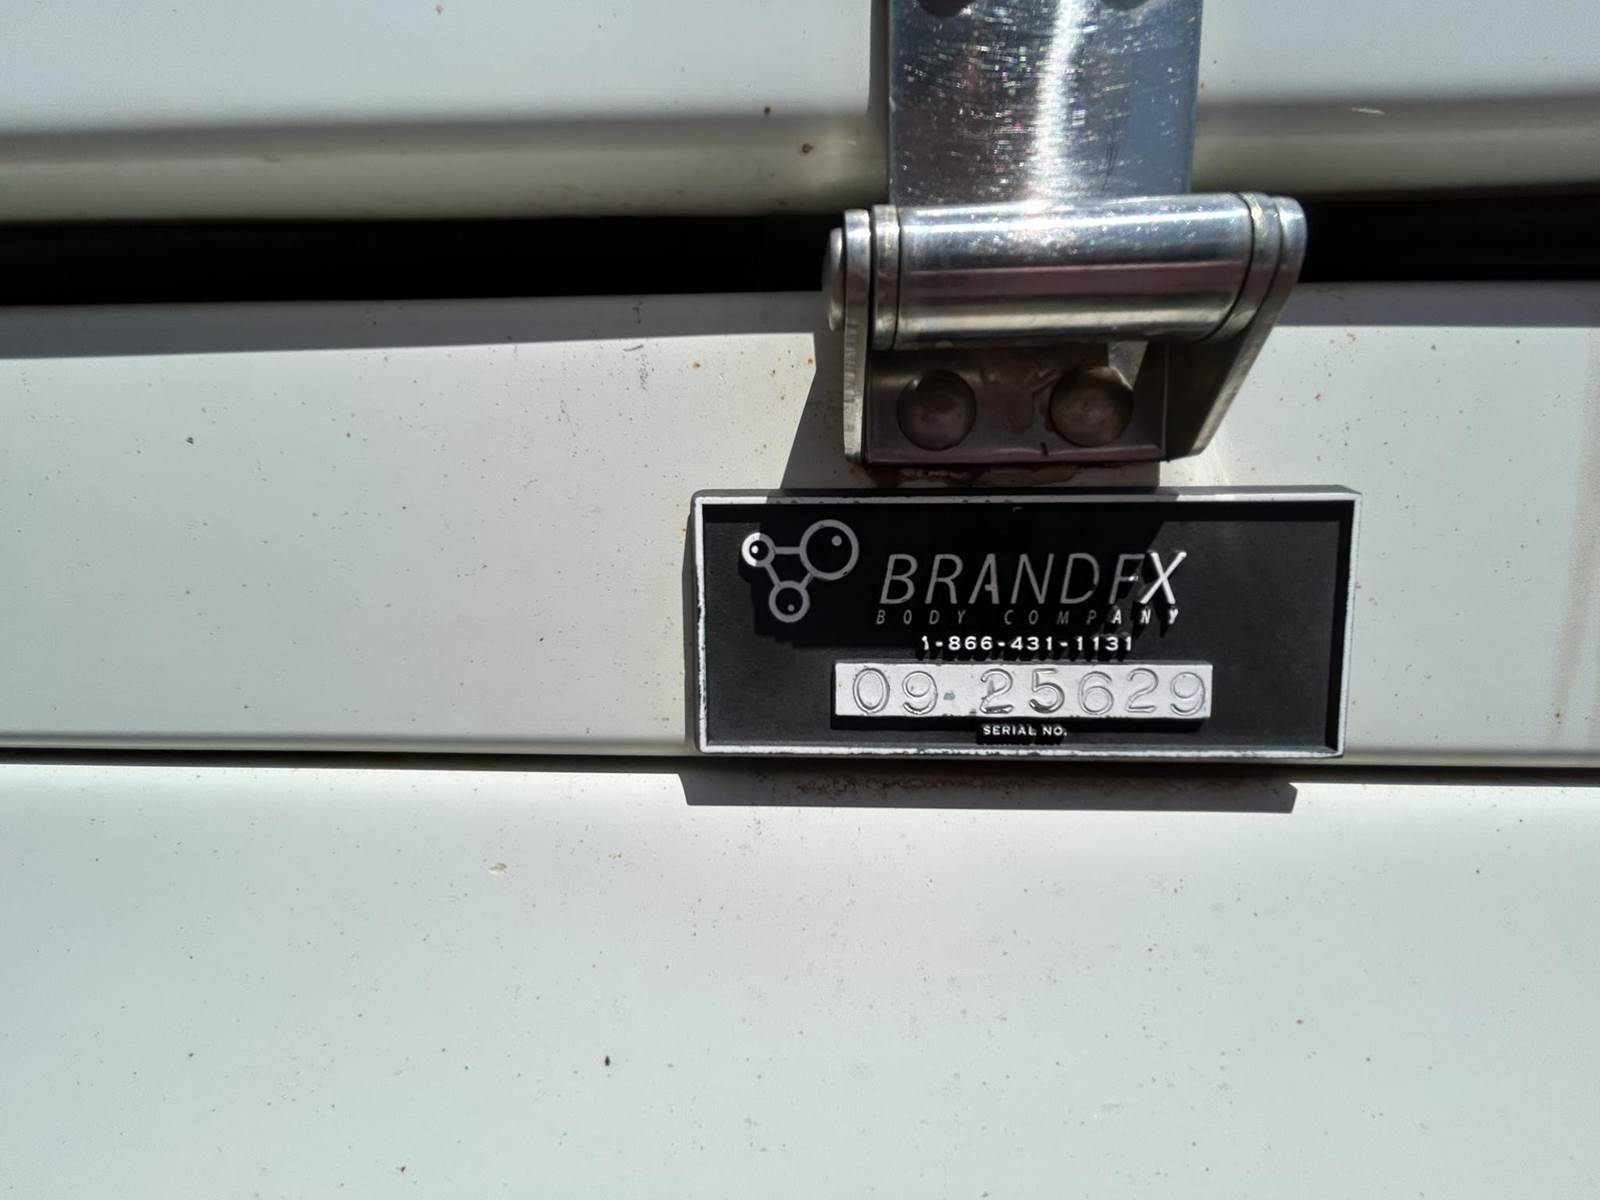 BRANDFX
BODY COMPANY
1-866-431-1131
09-25629
SERIAL NO.